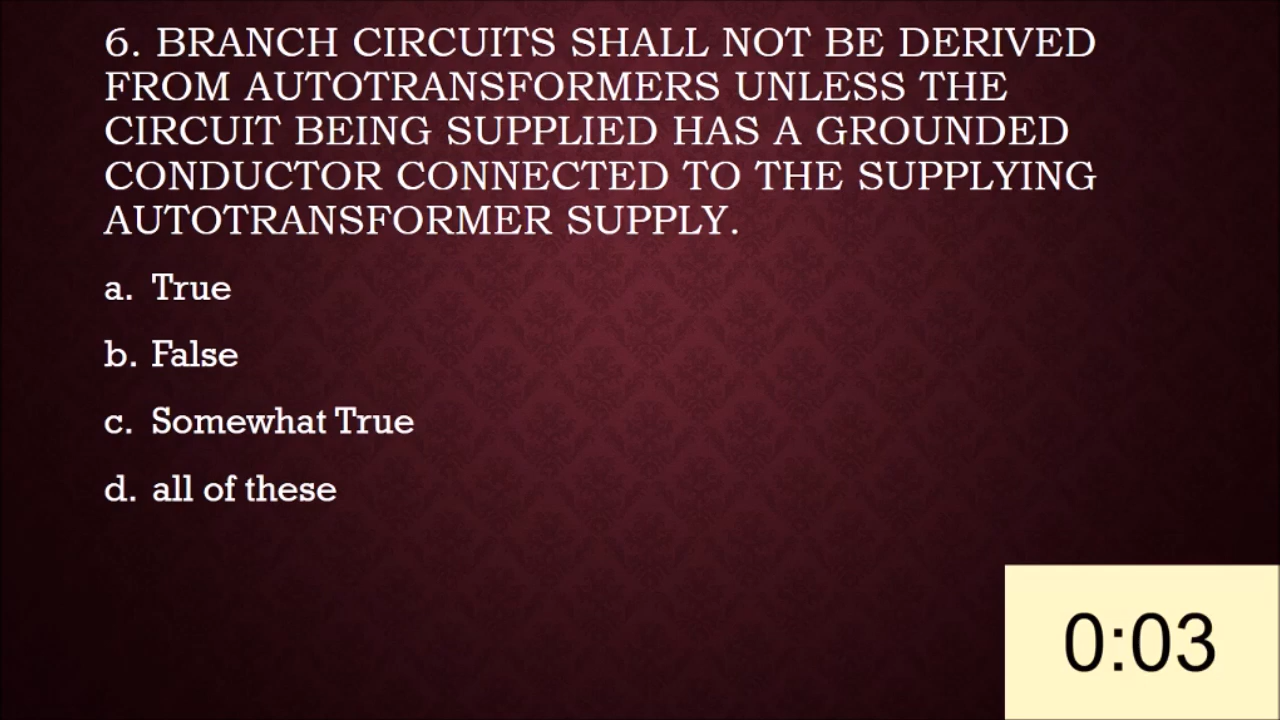 6. BRANCH CIRCUITS SHALL NOT BE DERIVED
FROM AUTOTRANSFORMERS UNLESS THE
CIRCUIT BEING SUPPLIED HAS A GROUNDED
CONDUCTOR CONNECTED TO THE SUPPLYING
AUTOTRANSFORMER SUPPLY.
a. True
b. False
c. Somewhat True
d. all of these
0:03